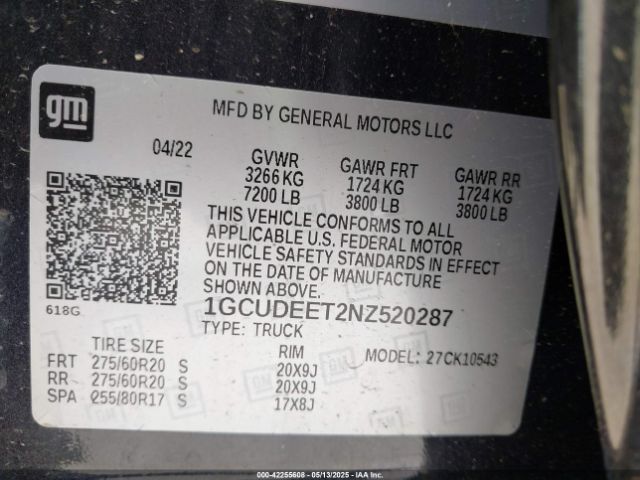 gm
MFD BY GENERAL MOTORS LLC
04/22 GVWR GAWR FRT GAWR RR
3266 KG 1724 KG 1724 KG
7200 LB 3800 LB 3800 LB
THIS VEHICLE CONFORMS TO ALL
APPLICABLE U.S. FEDERAL MOTOR
VEHICLE SAFETY STANDARDS IN EFFECT
ON THE DATE OF MANUFACTURE
SHOWN ABOVE.
618G
1GCUDEET2NZ520287
TYPE: TRUCK
TIRE SIZE RIM MODEL: 27CK10543
FRT 275/60R20 S 20X9J
RR 275/60R20 S 20X9J
SPA 255/80R17 S 17X8J
000-42255608 - 05/13/2025 - IAA Inc.